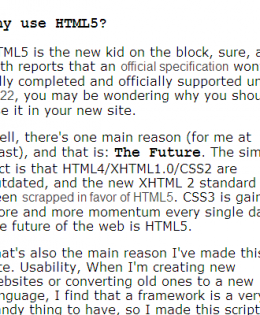 y use HTML5?
TML5 is the new kid on the block, sure, a
th reports that an official specification won
lly completed and officially supported un
22, you may be wondering why you shou
e it in your new site.
ell, there's one main reason (for me at
ast), and that is: The Future. The sim
ct is that HTML4/XHTML1.0/CSS2 are
tdated, and the new XHTML 2 standard
en scrapped in favor of HTML5. CSS3 is gain
ore and more momentum every single da
e future of the web is HTML5.
at's also the main reason I've made this
te. Usability, When I'm creating new
ebsites or converting old ones to a new
nguage, I find that a framework is a very
ndy thing to have, so I made this script